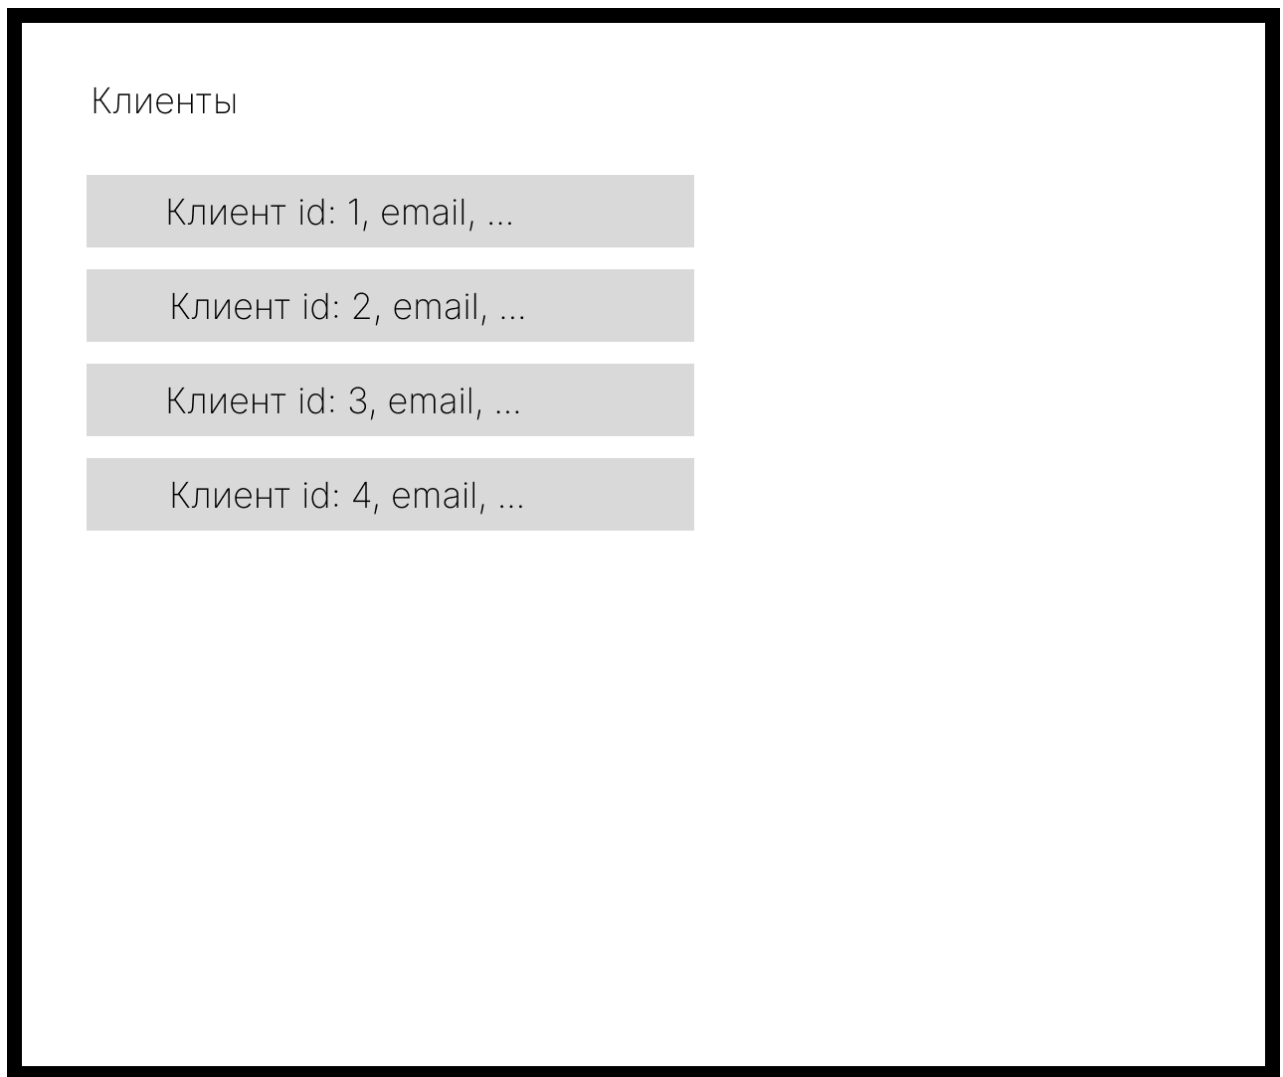 Клиенты
Клиент id: 1, email, ...
Клиент id: 2, email, ...
Клиент id: 3, email, ...
Клиент id: 4, email, ...